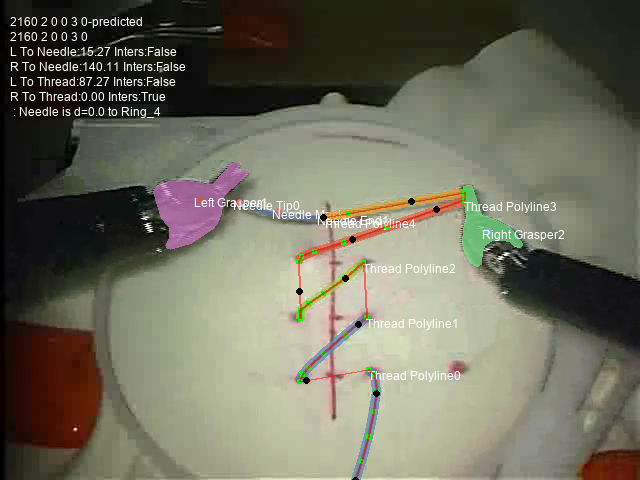 2160 2 0 0 3 0-predicted
2160 2 0 0 3 0
L To Needle:15.27 Inters:False
R To Needle:140.11 Inters:False
L To Thread:87.27 Inters:False
R To Thread:0.00 Inters:True
: Needle is d=0.0 to Ring_4
Left Grasper1
Needle Tip0
Thread Polyline3
Needle
Needle End1
Thread Polyline4
Right Grasper2
Thread Polyline2
Thread Polyline1
Thread Polyline0